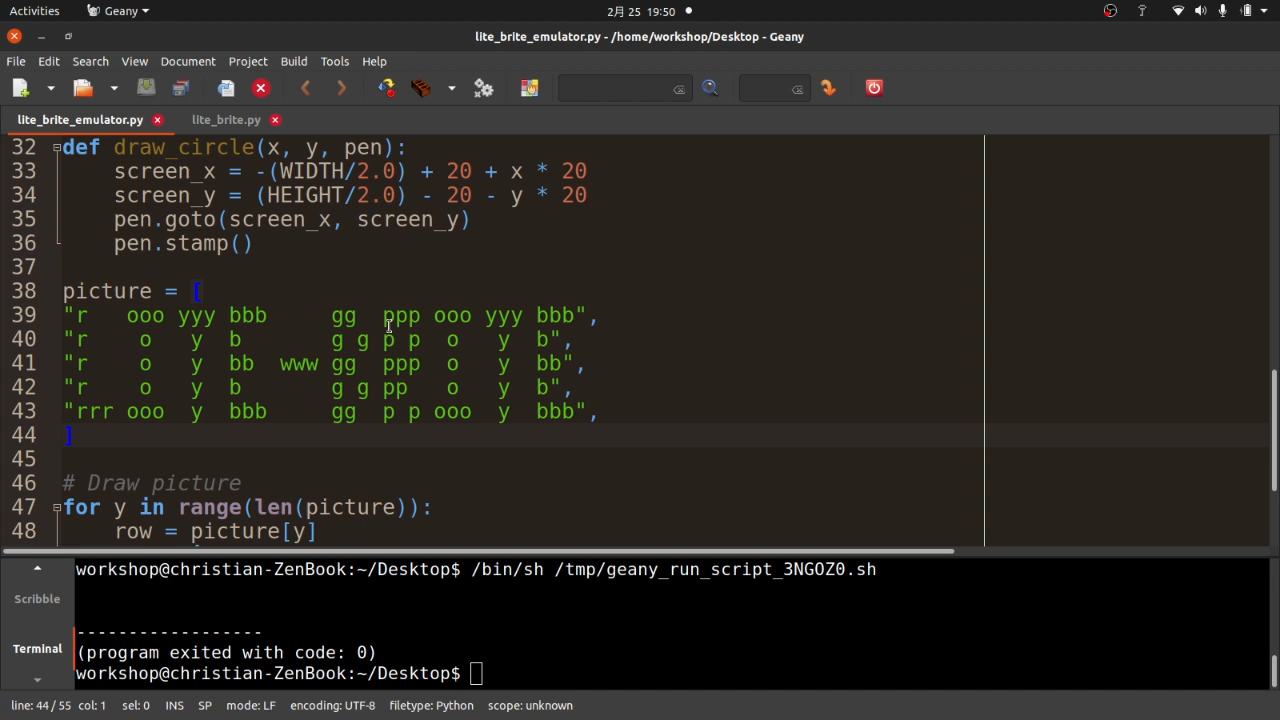 Activities Geany 2月 25 19:50
lite_brite_emulator.py - /home/workshop/Desktop - Geany
File Edit Search View Document Project Build Tools Help
lite_brite_emulator.py lite_brite.py
32 def draw_circle(x, y, pen):
33     screen_x = -(WIDTH/2.0) + 20 + x * 20
34     screen_y = (HEIGHT/2.0) - 20 - y * 20
35     pen.goto(screen_x, screen_y)
36     pen.stamp()
37
38 picture = [
39 "r   ooo yyy bbb     gg  ppp ooo yyy bbb",
40 "r    o   y  b       g g p p  o   y  b",
41 "r    o   y  bb  www gg  ppp  o   y  bb",
42 "r    o   y  b       g g pp   o   y  b",
43 "rrr ooo  y  bbb     gg  p p ooo  y  bbb",
44 ]
45
46 # Draw picture
47 for y in range(len(picture)):
48     row = picture[y]
workshop@christian-ZenBook:~/Desktop$ /bin/sh /tmp/geany_run_script_3NGOZ0.sh
Scribble
------------------
Terminal
(program exited with code: 0)
workshop@christian-ZenBook:~/Desktop$
line: 44 / 55 col: 1 sel: 0 INS SP mode: LF encoding: UTF-8 filetype: Python scope: unknown